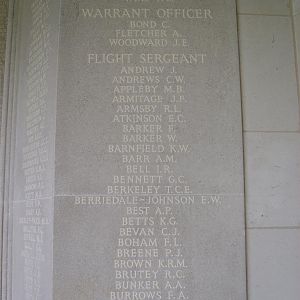 WARRANT OFFICER
BOND C.
FLETCHER A.
WOODWARD J.E.
FLIGHT SERGEANT
ANDREW J.
ANDREWS C.W.
APPLEBY M.B.
ARMITAGE J.F.
ARMSBY R.L.
ATKINSON E.C.
BARKER F.
BARKER W.
BARNFIELD K.W.
BARR A.M.
BELL I.R.
BENNETT G.C.
BERKELEY T.C.E.
BERRIEDALE-JOHNSON E.W.
BEST A.P.
BETTS K.G.
BEVAN C.J.
BOHAM F.L.
BREENE P.J.
BROWN K.R.M.
BRUTEY R.C.
BUNKER A.A.
BURROWS F.A.